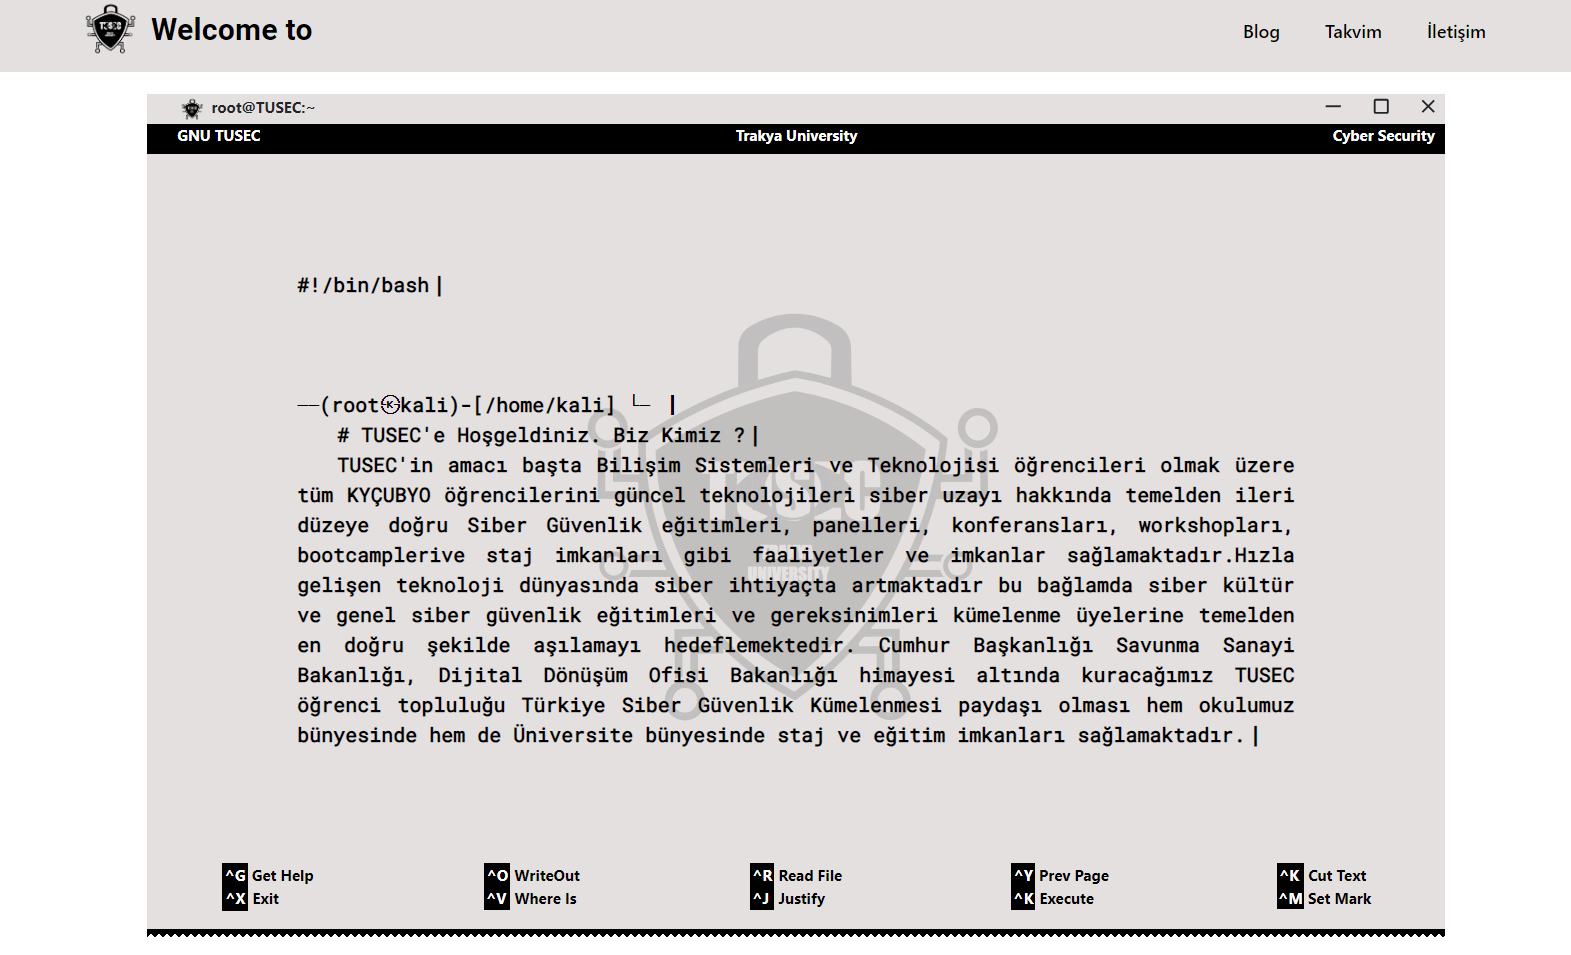 TUSEC
Welcome to
Blog
Takvim
İletişim
root@TUSEC:~
GNU TUSEC
Trakya University
Cyber Security
#!/bin/bash|
──(root㉿kali)-[/home/kali] └─ |
# TUSEC'e Hoşgeldiniz. Biz Kimiz ?|
TUSEC'in amacı başta Bilişim Sistemleri ve Teknolojisi öğrencileri olmak üzere
tüm KYÇUBYO öğrencilerini güncel teknolojileri siber uzayı hakkında temelden ileri
düzeye doğru Siber Güvenlik eğitimleri, panelleri, konferansları, workshopları,
bootcamplerive staj imkanları gibi faaliyetler ve imkanlar sağlamaktadır.Hızla
gelişen teknoloji dünyasında siber ihtiyaçta artmaktadır bu bağlamda siber kültür
ve genel siber güvenlik eğitimleri ve gereksinimleri kümelenme üyelerine temelden
en doğru şekilde aşılamayı hedeflemektedir. Cumhur Başkanlığı Savunma Sanayi
Bakanlığı, Dijital Dönüşüm Ofisi Bakanlığı himayesi altında kuracağımız TUSEC
öğrenci topluluğu Türkiye Siber Güvenlik Kümelenmesi paydaşı olması hem okulumuz
bünyesinde hem de Üniversite bünyesinde staj ve eğitim imkanları sağlamaktadır.|
UNIVERSITY
^G Get Help
^O WriteOut
^R Read File
^Y Prev Page
^K Cut Text
^X Exit
^V Where Is
^J Justify
^K Execute
^M Set Mark